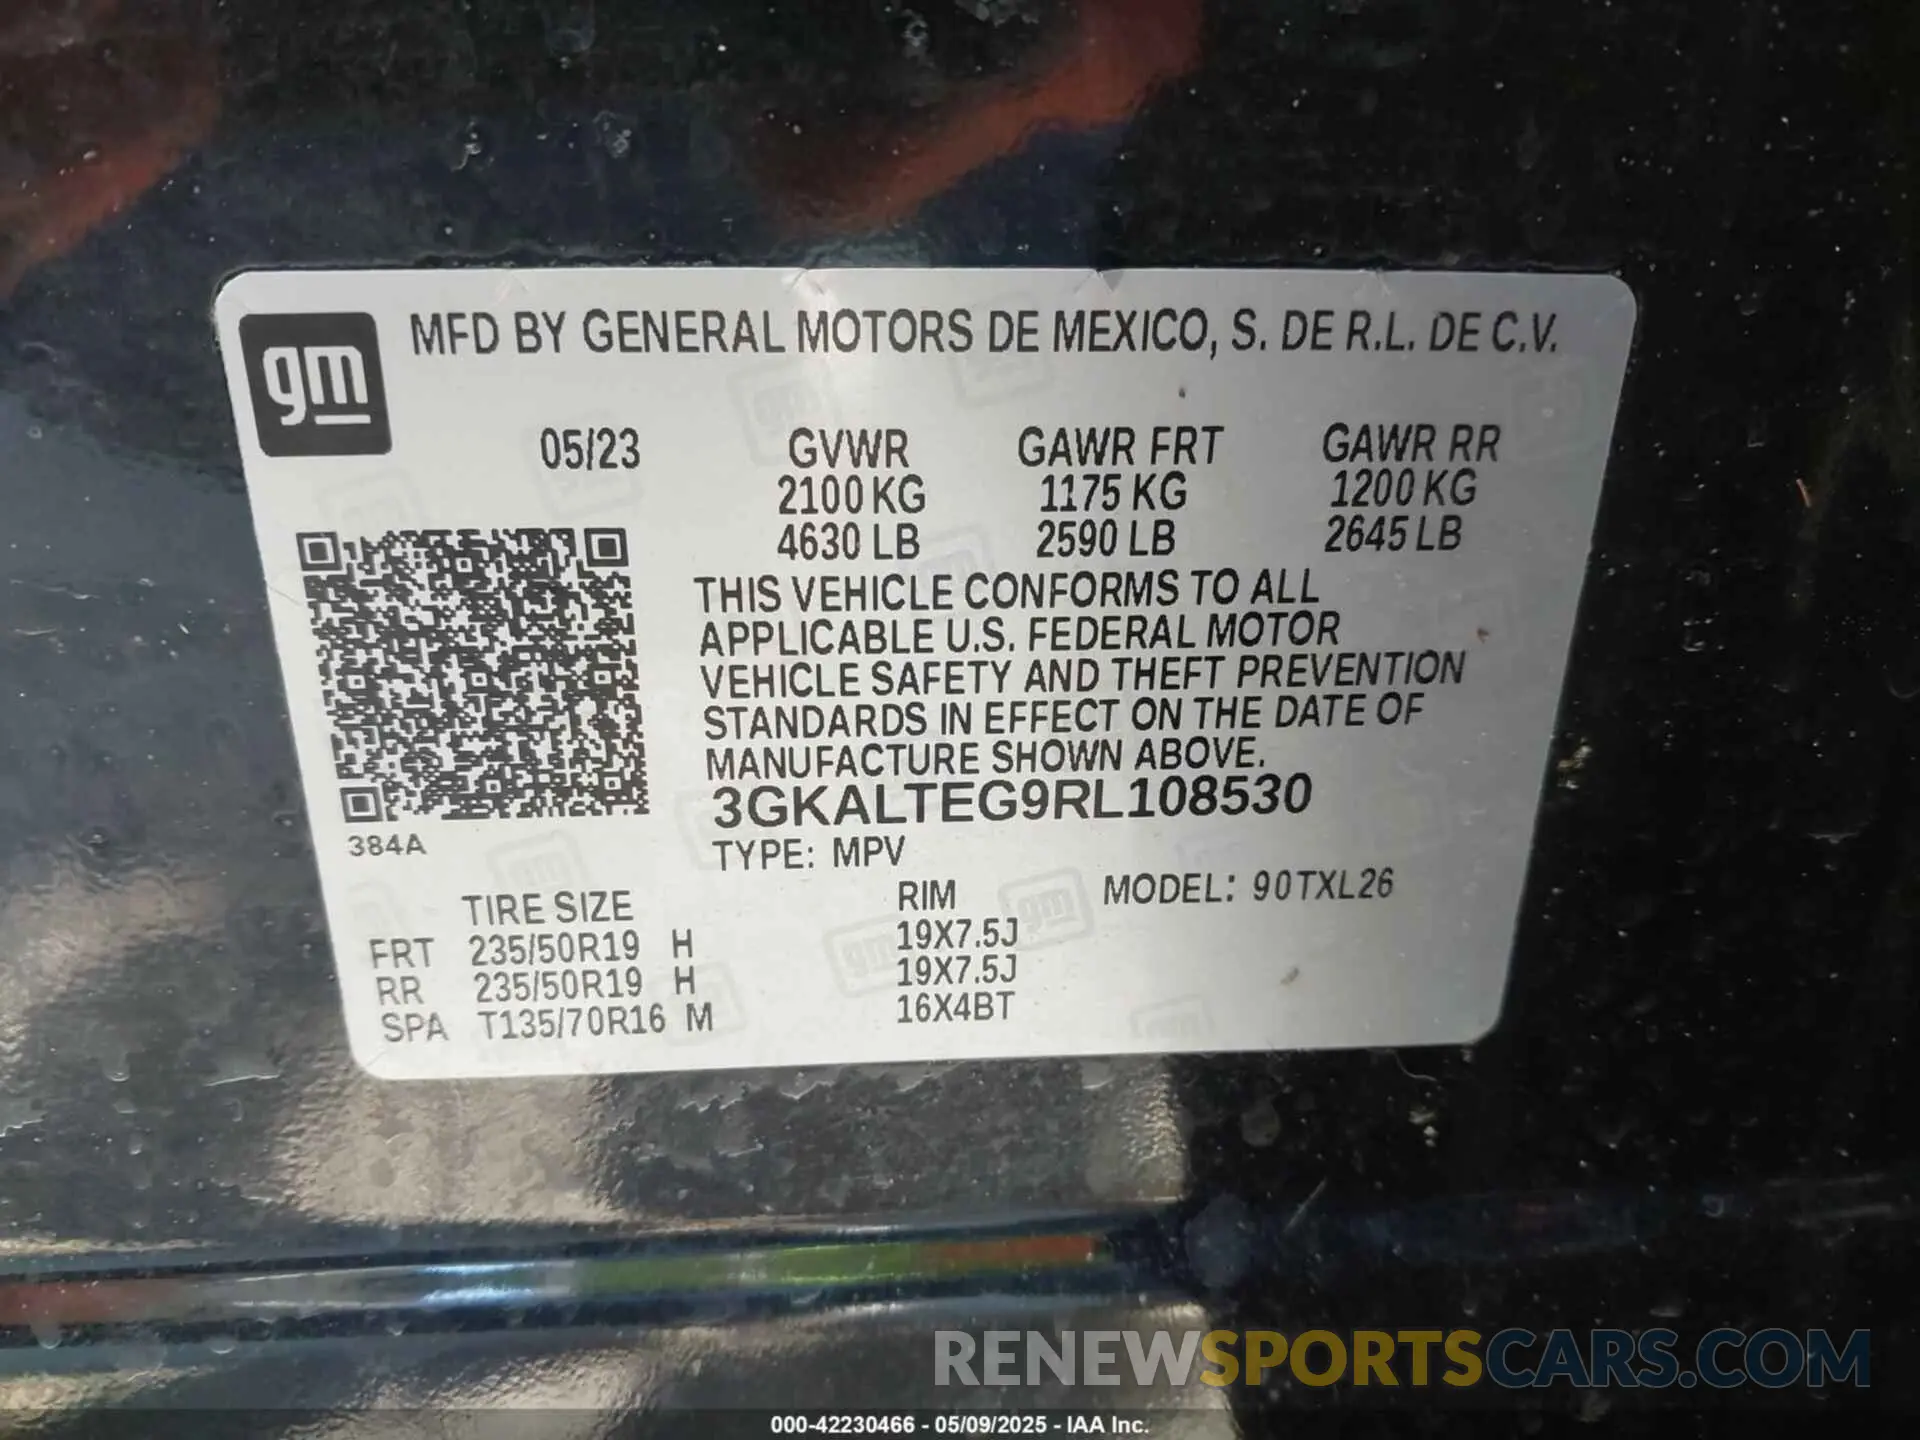 gm
MFD BY GENERAL MOTORS DE MEXICO, S. DE R.L. DE C.V.
05/23 GVWR GAWR FRT GAWR RR
2100 KG 1175 KG 1200 KG
4630 LB 2590 LB 2645 LB
THIS VEHICLE CONFORMS TO ALL
APPLICABLE U.S. FEDERAL MOTOR
VEHICLE SAFETY AND THEFT PREVENTION
STANDARDS IN EFFECT ON THE DATE OF
MANUFACTURE SHOWN ABOVE.
3GKALTEG9RL108530
384A
TYPE: MPV
TIRE SIZE RIM MODEL: 90TXL26
FRT 235/50R19 H 19X7.5J
RR 235/50R19 H 19X7.5J
SPA T135/70R16 M 16X4BT
RENEWSPORTSCARS.COM
000-42230466 - 05/09/2025 - IAA Inc.